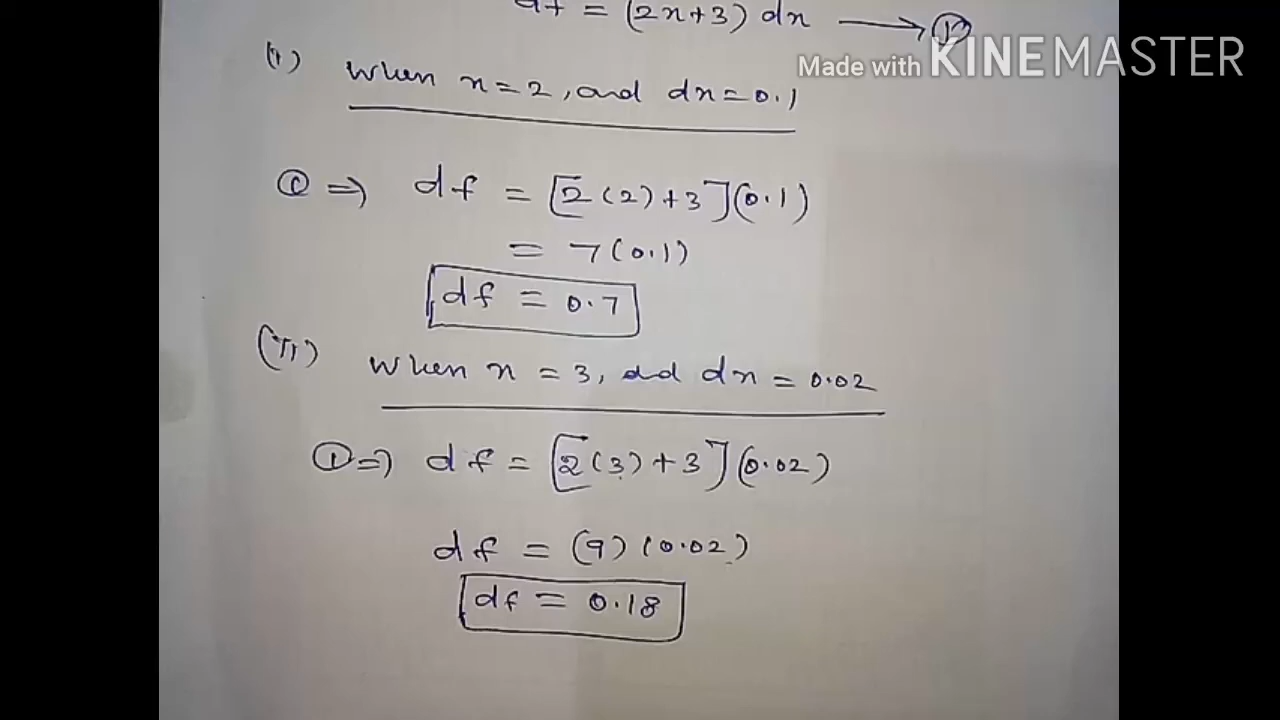 df = (2x+3) dx ⟶ ①
Made with KINEMASTER
(i) when x=2, and dx=0.1
① ⇒ df = [2(2)+3](0.1)
= 7(0.1)
df = 0.7
(ii) when x = 3, and dx = 0.02
① ⇒ df = [2(3)+3](0.02)
df = (9)(0.02)
df = 0.18